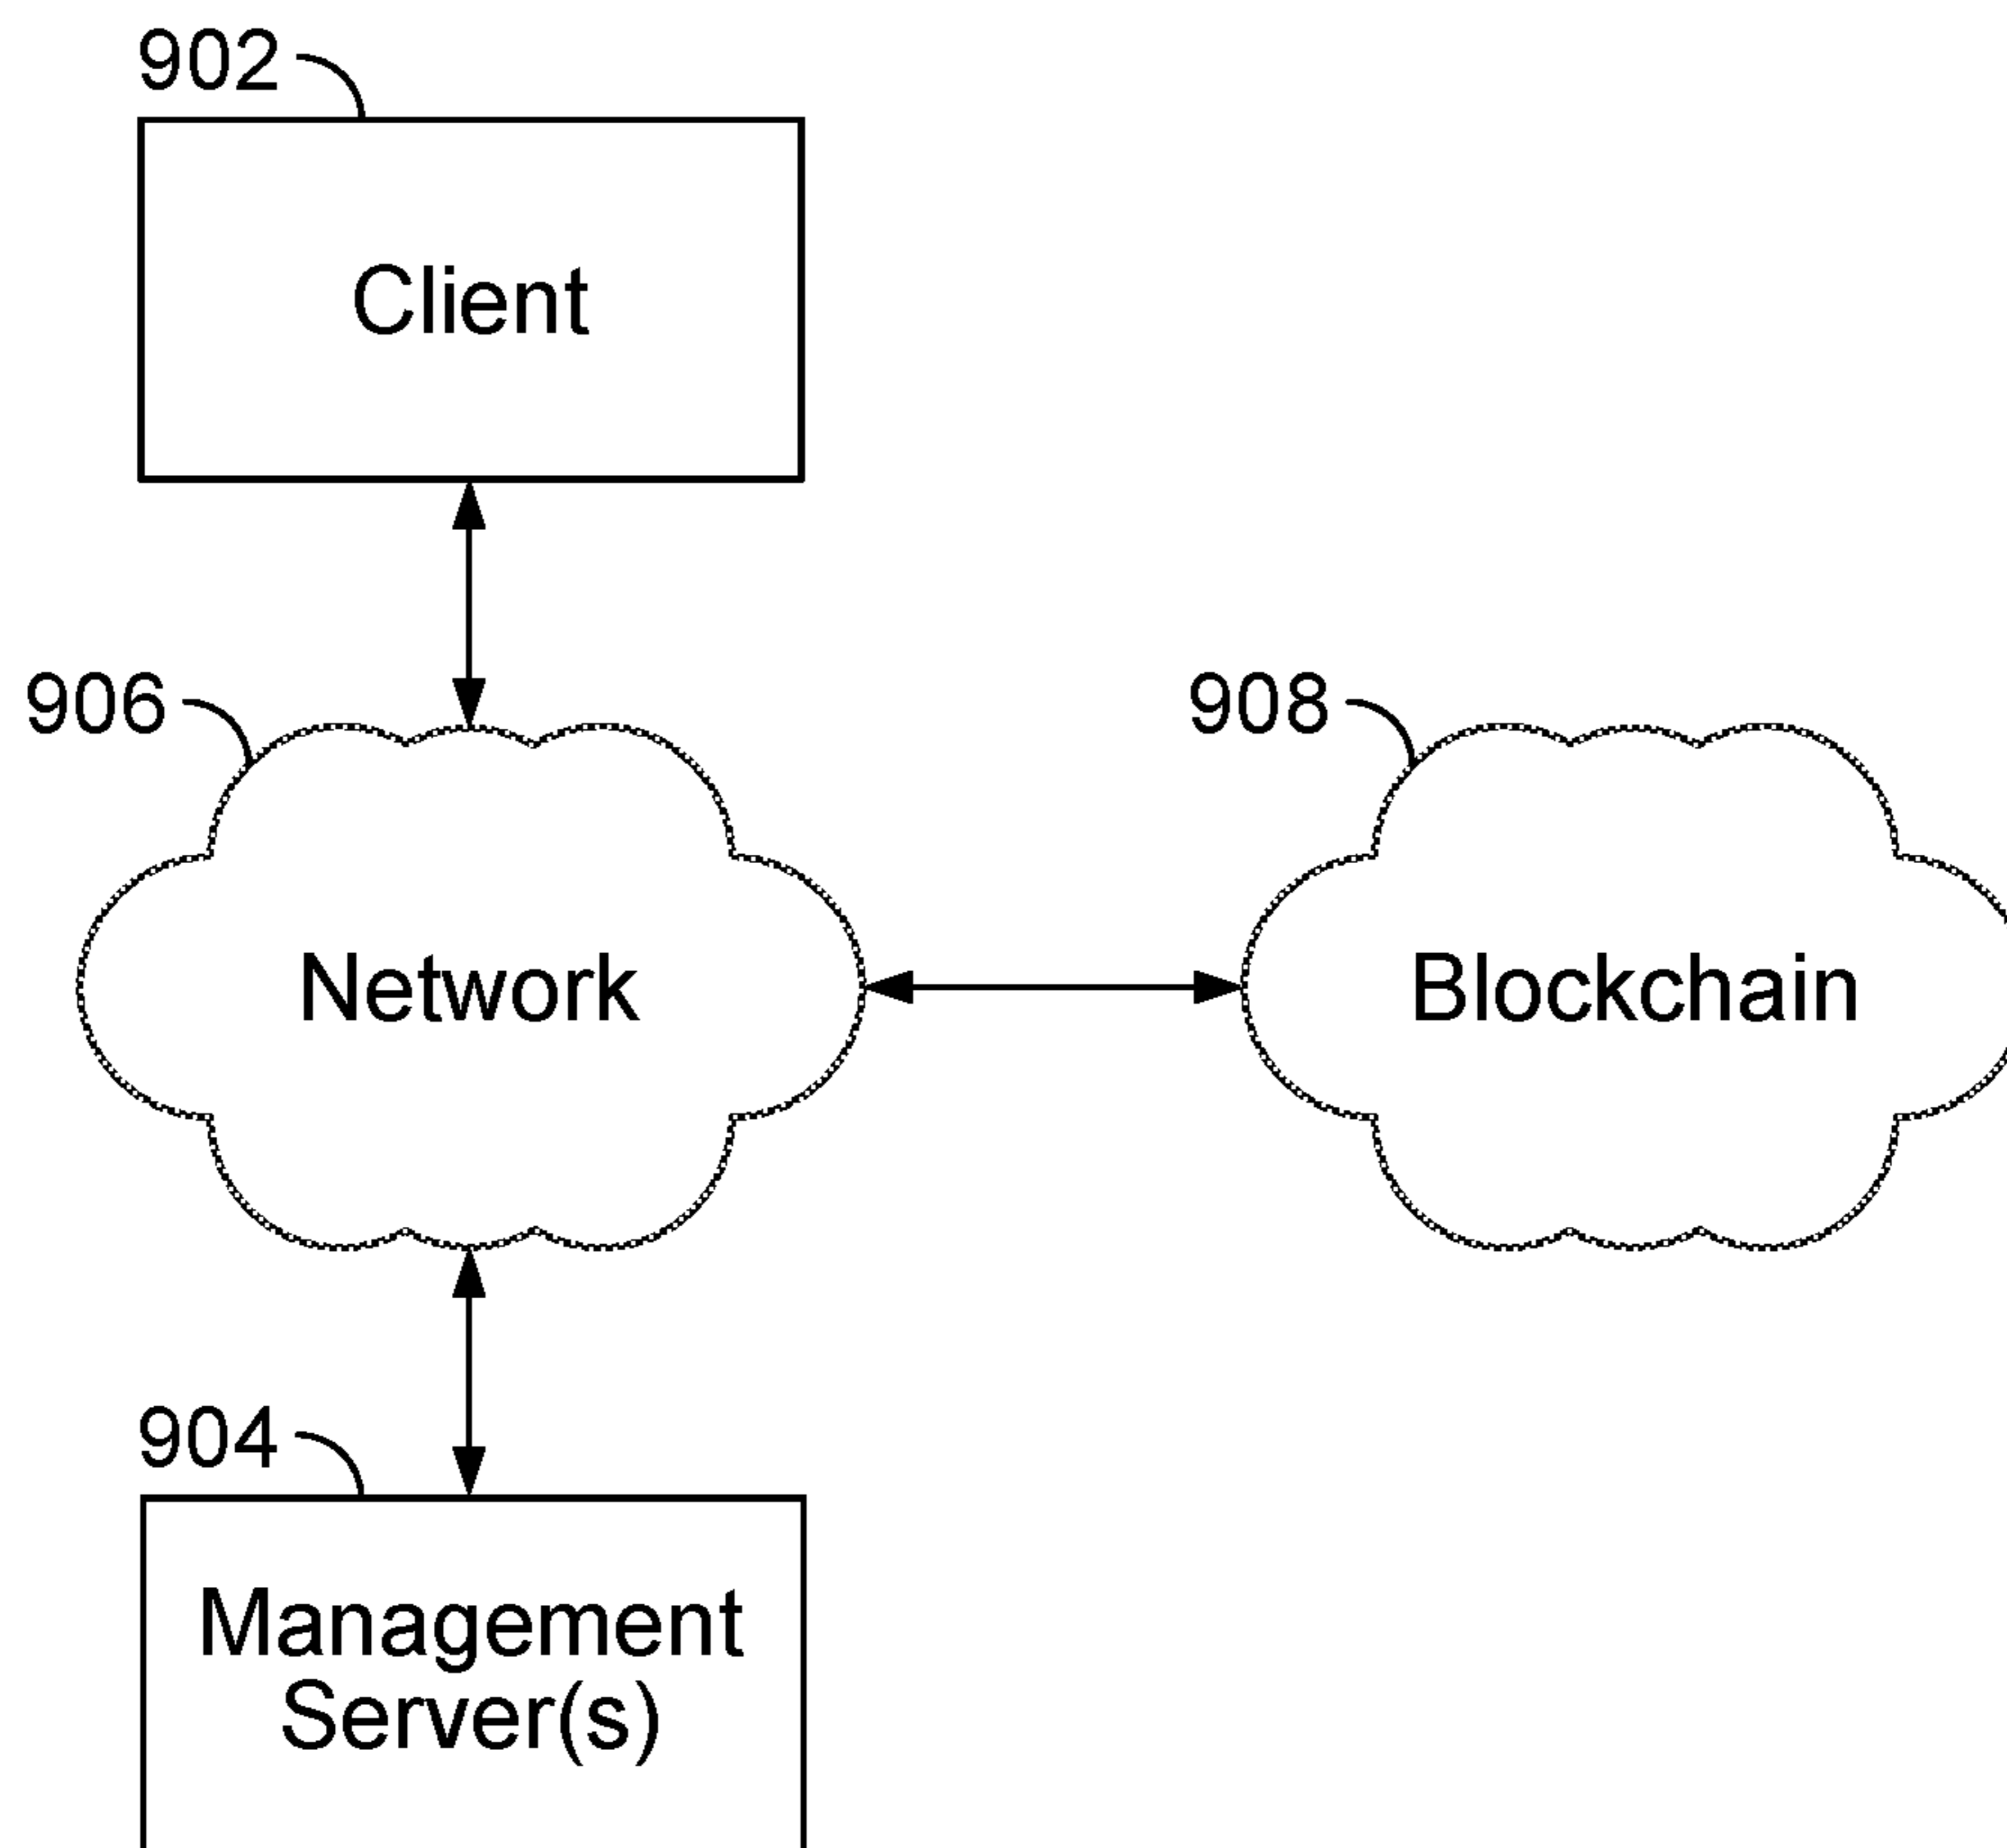 902
Client
906
908
Network
Blockchain
904
Management
Server(s)